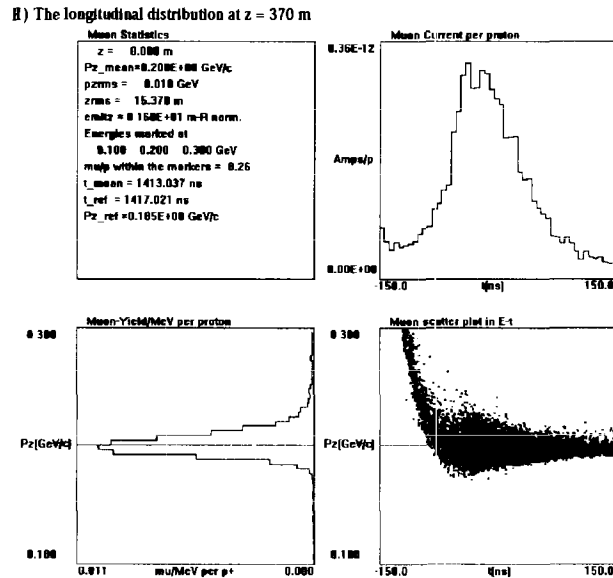 ) The longitudinal distribution at z = 370 m
Muon Statistics
z = 0.000 m
Pz_mean=0.200E+00 GeV/c
pzrms = 0.010 GeV
zrms = 15.370 m
emitz = 0.160E+01 m-R norm.
Energies marked at
0.100 0.200 0.300 GeV
mu/p within the markers = 0.26
t_mean = 1413.037 ns
t_ref = 1417.021 ns
Pz_ref =0.185E+00 GeV/c
Muon Current per proton
0.36E-12
Amps/p
0.00E+00
-150.0 t[ns] 150.0
Muon-Yield/MeV per proton
0.300
Pz[GeV/c]
0.100
0.011 mu/MeV per p+ 0.000
Muon scatter plot in E-t
0.300
Pz[GeV/c]
0.100
-150.0 t[ns] 150.0